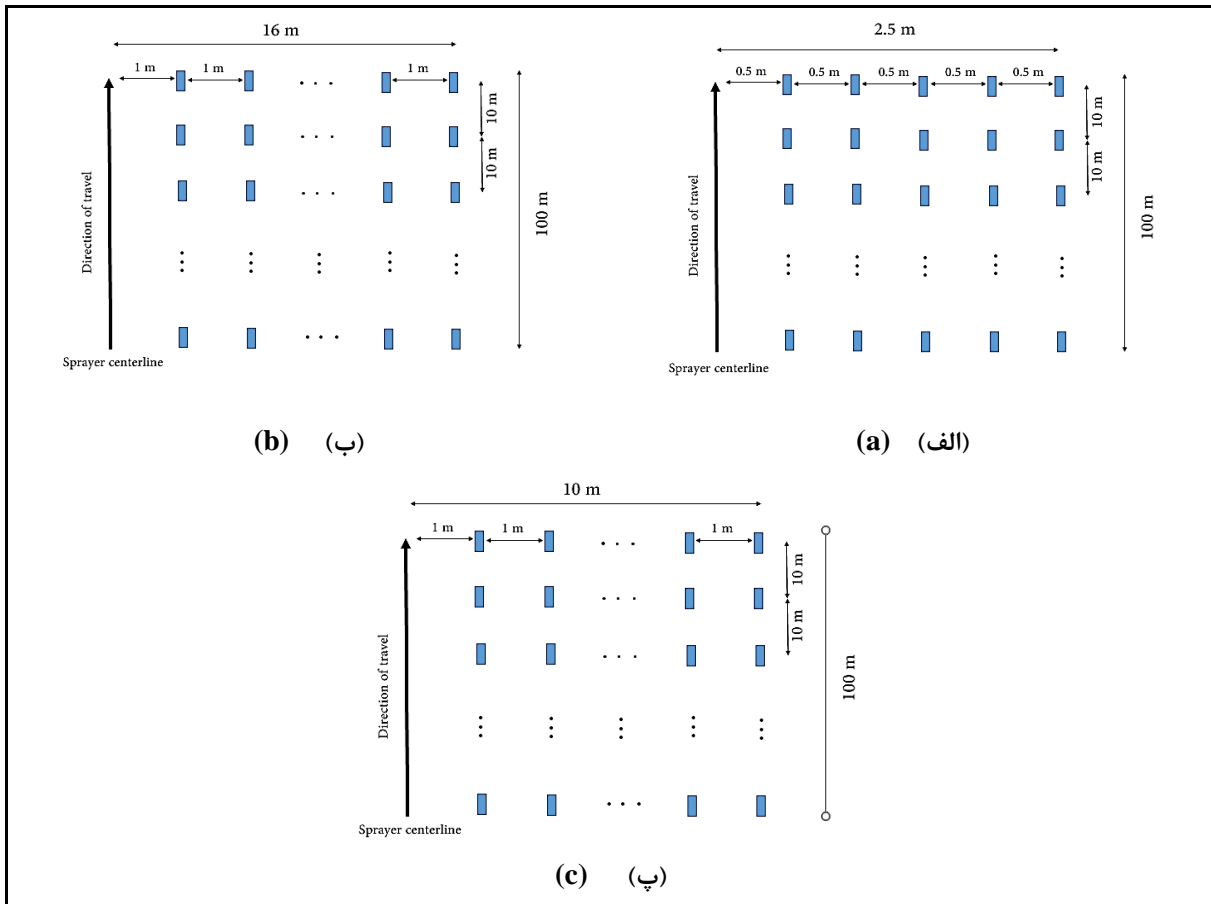 16 m
1 m
1 m
. . .
1 m
10 m
10 m
. . .
. . .
. . .
100 m
Direction of travel
Sprayer centerline
(b) (ب)
2.5 m
0.5 m
0.5 m
0.5 m
0.5 m
0.5 m
10 m
10 m
100 m
Direction of travel
Sprayer centerline
(a) (الف)
10 m
1 m
1 m
. . .
1 m
10 m
10 m
. . .
. . .
. . .
100 m
Direction of travel
Sprayer centerline
(c) (پ)